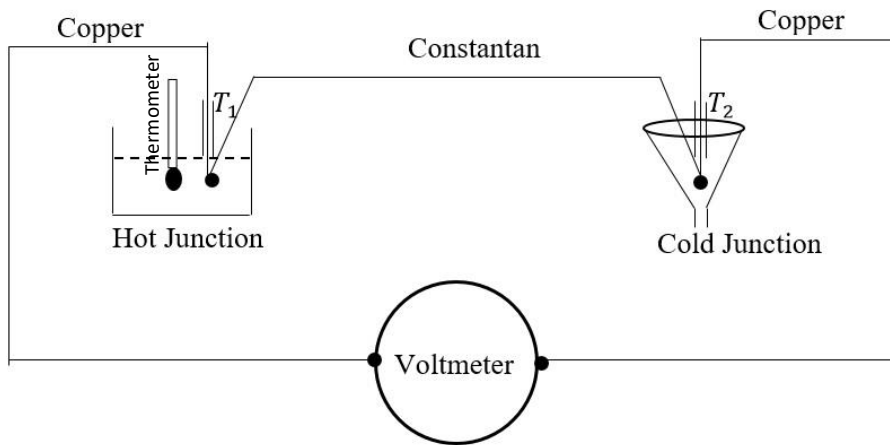 Copper
Copper
Constantan
Thermometer
T₁
T₂
Hot Junction
Cold Junction
Voltmeter